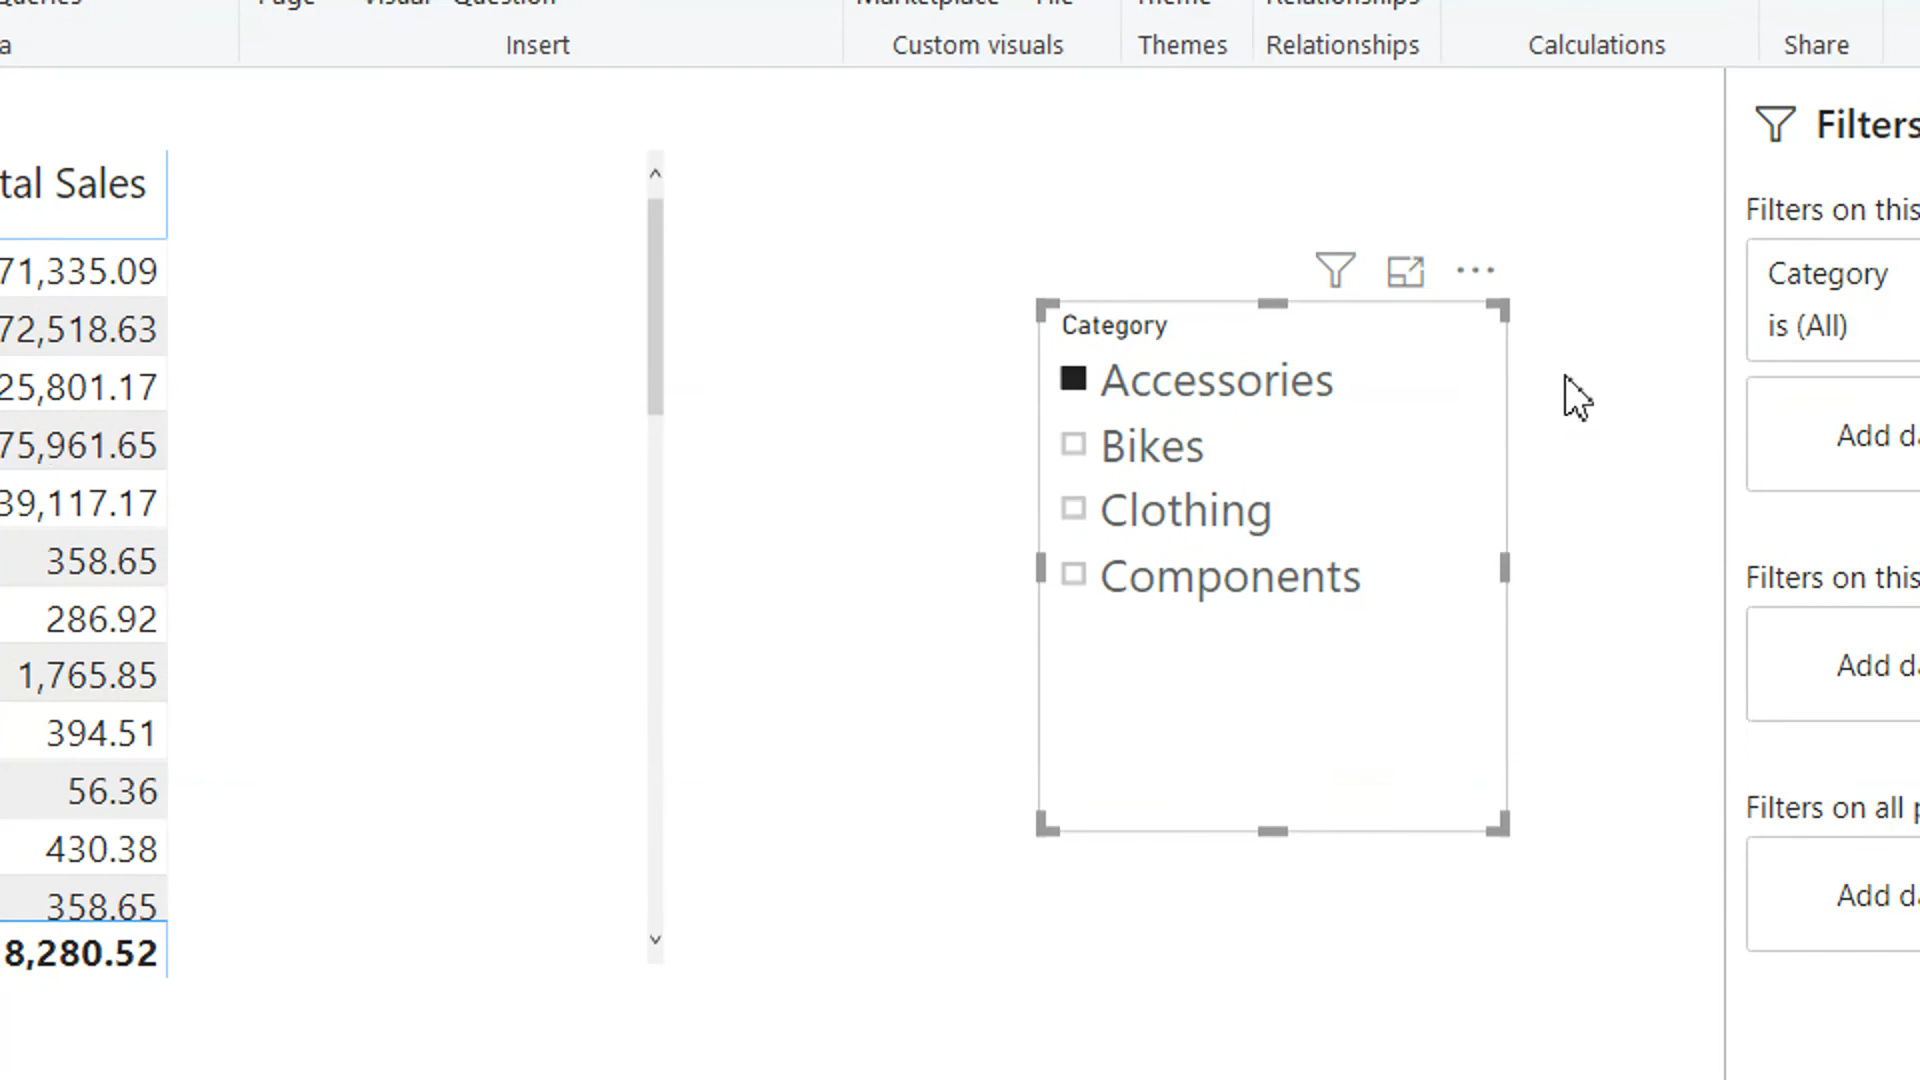 Insert
Custom visuals
Themes
Relationships
Calculations
Share
tal Sales
71,335.09
72,518.63
25,801.17
75,961.65
39,117.17
358.65
286.92
1,765.85
394.51
56.36
430.38
358.65
8,280.52
Category
Accessories
Bikes
Clothing
Components
Filters
Filters on this
Category
is (All)
Add da
Filters on this
Add da
Filters on all p
Add da